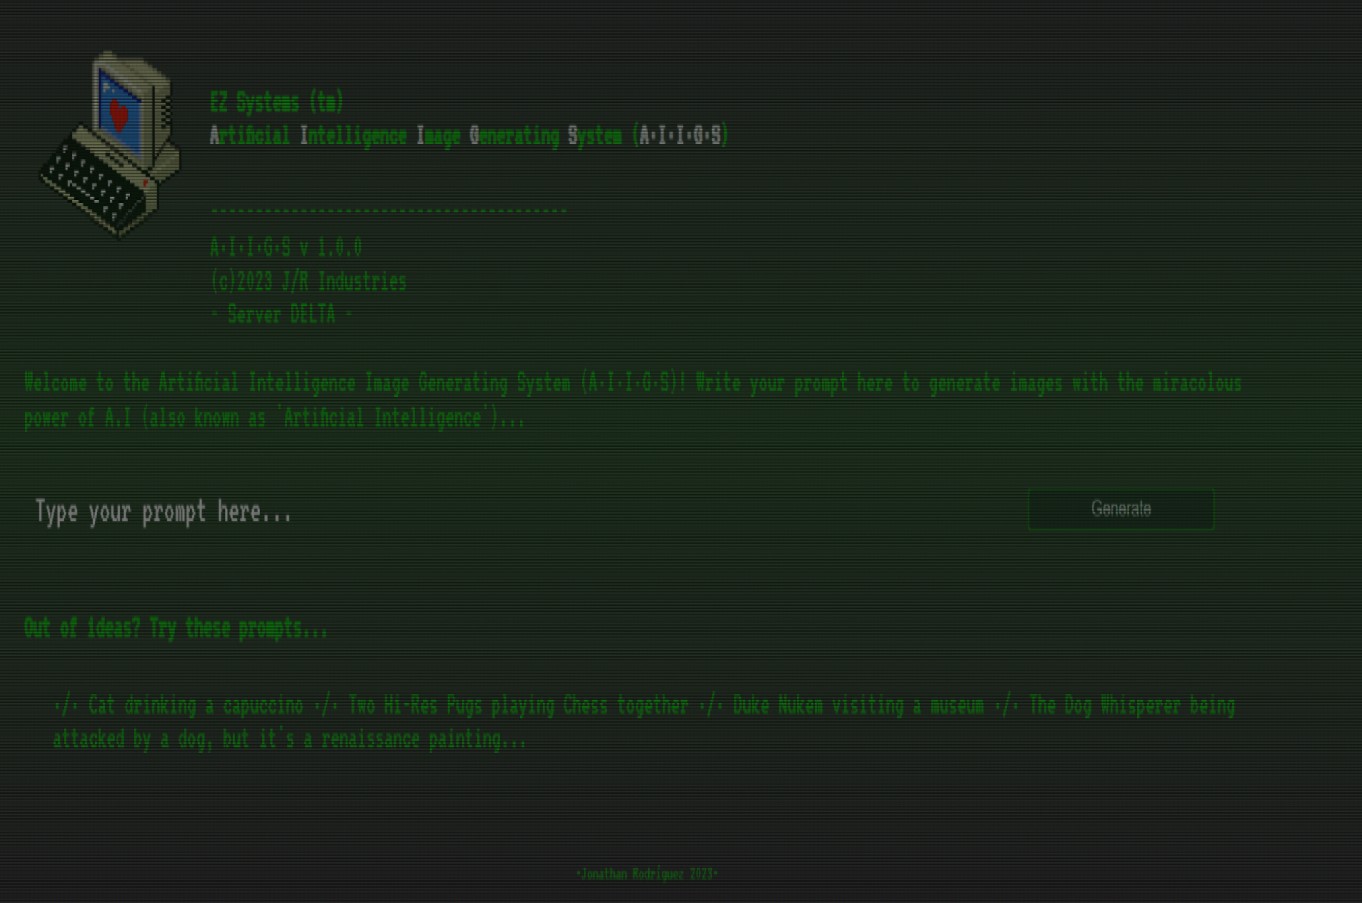 EZ Systems (tm)
Artificial Intelligence Image Generating System (A·I·I·G·S)
----------------------------------------
A·I·I·G·S v 1.0.0
(c)2023 J/R Industries
- Server DELTA -
Welcome to the Artificial Intelligence Image Generating System (A·I·I·G·S)! Write your prompt here to generate images with the miracolous
power of A.I (also known as 'Artificial Intelligence')...
Type your prompt here...
Generate
Out of ideas? Try these prompts...
·/· Cat drinking a capuccino ·/· Two Hi-Res Pugs playing Chess together ·/· Duke Nukem visiting a museum ·/· The Dog Whisperer being
attacked by a dog, but it's a renaissance painting...
·Jonathan Rodríguez 2023·